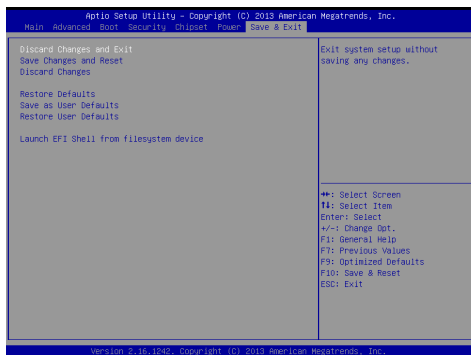 Aptio Setup Utility – Copyright (C) 2013 American Megatrends, Inc.
Main Advanced Boot Security Chipset Power Save & Exit
Discard Changes and Exit
Save Changes and Reset
Discard Changes
Restore Defaults
Save as User Defaults
Restore User Defaults
Launch EFI Shell from filesystem device
Exit system setup without
saving any changes.
→←: Select Screen
↑↓: Select Item
Enter: Select
+/-: Change Opt.
F1: General Help
F7: Previous Values
F9: Optimized Defaults
F10: Save & Reset
ESC: Exit
Version 2.16.1242. Copyright (C) 2013 American Megatrends, Inc.